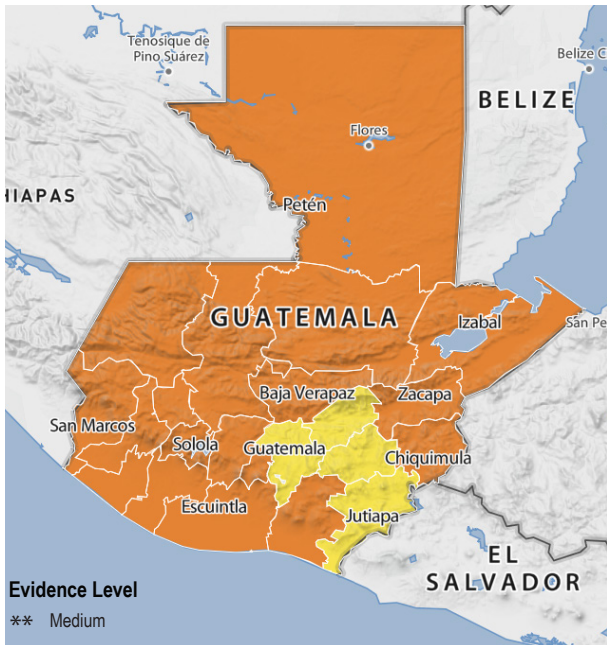 Tenosique de
Pino Suárez
Belize C
BELIZE
Flores
HIAPAS
Petén
GUATEMALA
Izabal
San Pe
Baja Verapaz
Zacapa
San Marcos
Solola
Guatemala
Chiquimula
Escuintla
Jutiapa
EL
SALVADOR
Evidence Level
** Medium